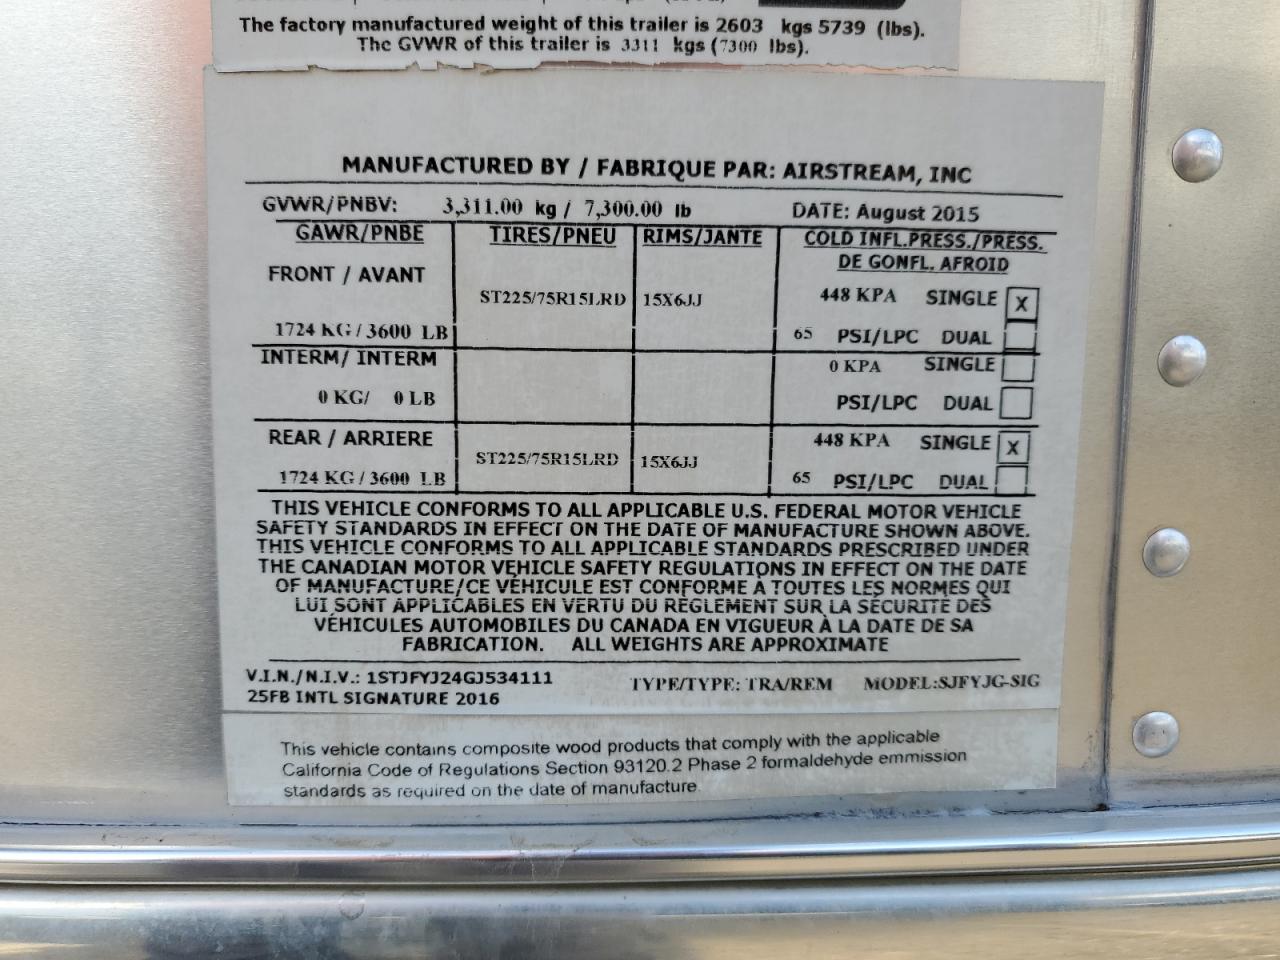 The factory manufactured weight of this trailer is 2603 kgs 5739 (lbs).
The GVWR of this trailer is 3311 kgs (7300 lbs).
MANUFACTURED BY / FABRIQUE PAR: AIRSTREAM, INC
GVWR/PNBV: 3,311.00 kg / 7,300.00 lb DATE: August 2015
GAWR/PNBE TIRES/PNEU RIMS/JANTE COLD INFL.PRESS./PRESS.
DE GONFL. AFROID
FRONT / AVANT
ST225/75R15LRD 15X6JJ 448 KPA SINGLE X
1724 KG / 3600 LB 65 PSI/LPC DUAL
INTERM/ INTERM 0 KPA SINGLE
0 KG/ 0 LB PSI/LPC DUAL
REAR / ARRIERE 448 KPA SINGLE X
ST225/75R15LRD 15X6JJ
1724 KG / 3600 LB 65 PSI/LPC DUAL
THIS VEHICLE CONFORMS TO ALL APPLICABLE U.S. FEDERAL MOTOR VEHICLE
SAFETY STANDARDS IN EFFECT ON THE DATE OF MANUFACTURE SHOWN ABOVE.
THIS VEHICLE CONFORMS TO ALL APPLICABLE STANDARDS PRESCRIBED UNDER
THE CANADIAN MOTOR VEHICLE SAFETY REGULATIONS IN EFFECT ON THE DATE
OF MANUFACTURE/CE VÉHICULE EST CONFORME À TOUTES LES NORMES QUI
LUI SONT APPLICABLES EN VERTU DU RÈGLEMENT SUR LA SÉCURITÉ DES
VÉHICULES AUTOMOBILES DU CANADA EN VIGUEUR À LA DATE DE SA
FABRICATION. ALL WEIGHTS ARE APPROXIMATE
V.I.N./N.I.V.: 1STJFYJ24GJ534111 TYPE/TYPE: TRA/REM MODEL:SJFYJG-SIG
25FB INTL SIGNATURE 2016
This vehicle contains composite wood products that comply with the applicable
California Code of Regulations Section 93120.2 Phase 2 formaldehyde emmission
standards as required on the date of manufacture.